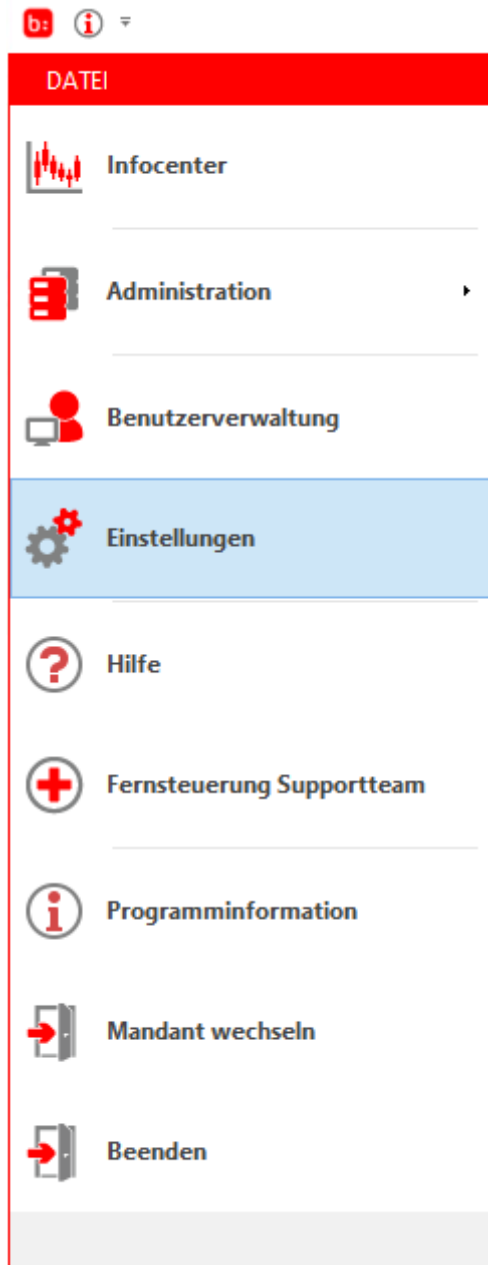 b:
DATEI
Infocenter
Administration
Benutzerverwaltung
Einstellungen
Hilfe
Fernsteuerung Supportteam
Programminformation
Mandant wechseln
Beenden